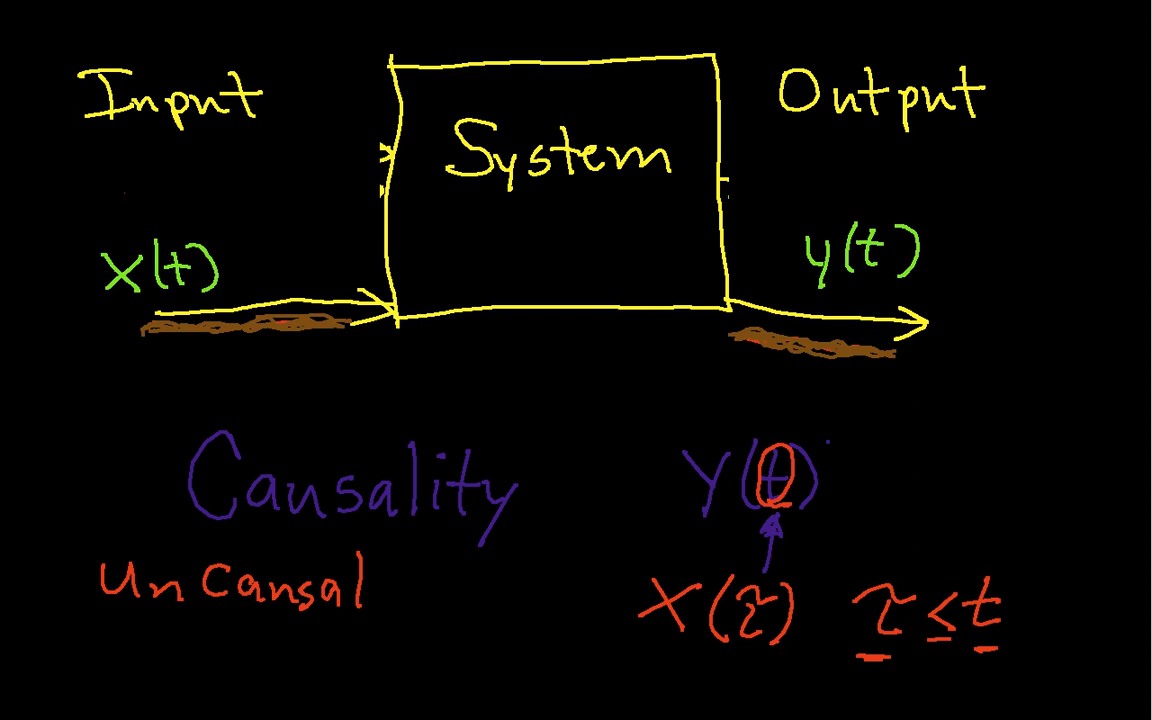 Input
System
Output
X(t)
y(t)
Causality
Y(t)
Uncausal
X(τ) τ ≤ t